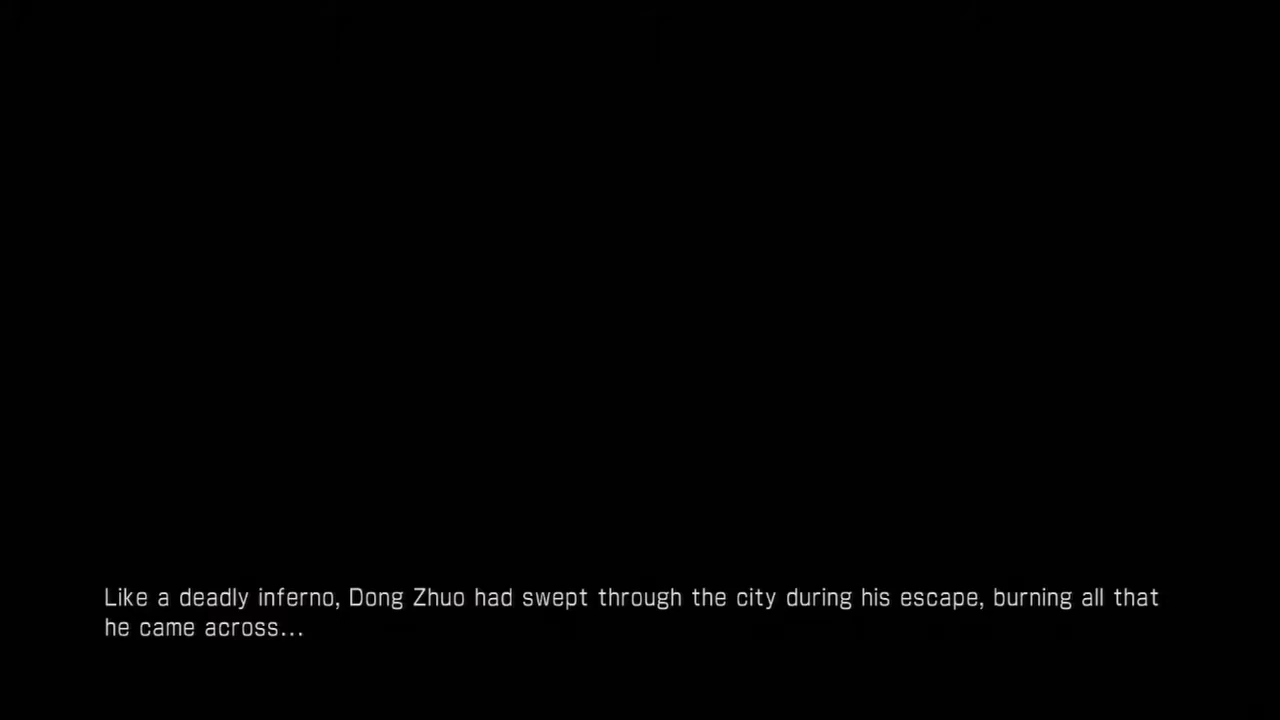 Like a deadly inferno, Dong Zhuo had swept through the city during his escape, burning all that
he came across...